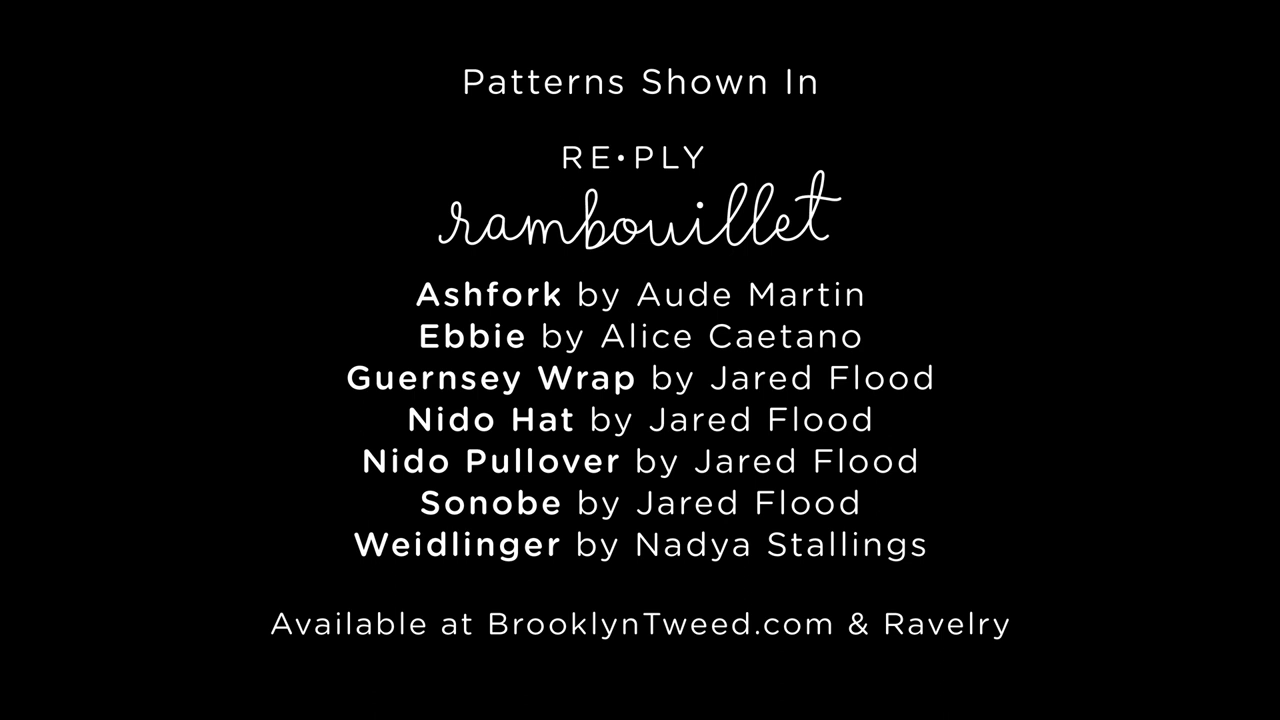 Patterns Shown In
RE•PLY
rambouillet
Ashfork by Aude Martin
Ebbie by Alice Caetano
Guernsey Wrap by Jared Flood
Nido Hat by Jared Flood
Nido Pullover by Jared Flood
Sonobe by Jared Flood
Weidlinger by Nadya Stallings
Available at BrooklynTweed.com & Ravelry